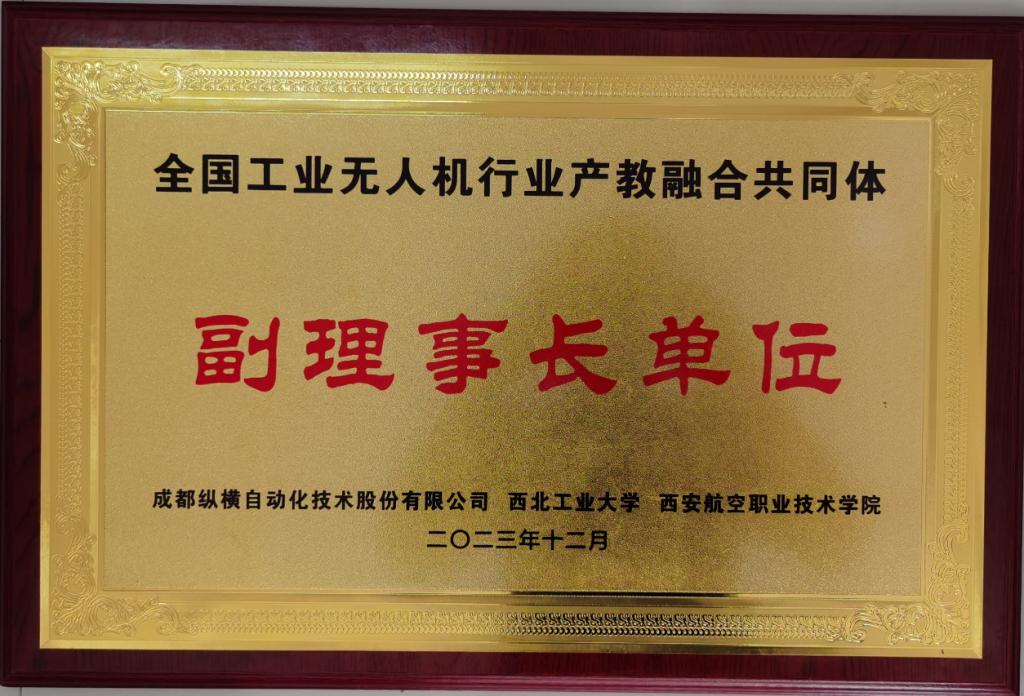 全国工业无人机行业产教融合共同体
副理事长单位
成都纵横自动化技术股份有限公司 西北工业大学 西安航空职业技术学院
二〇二三年十二月